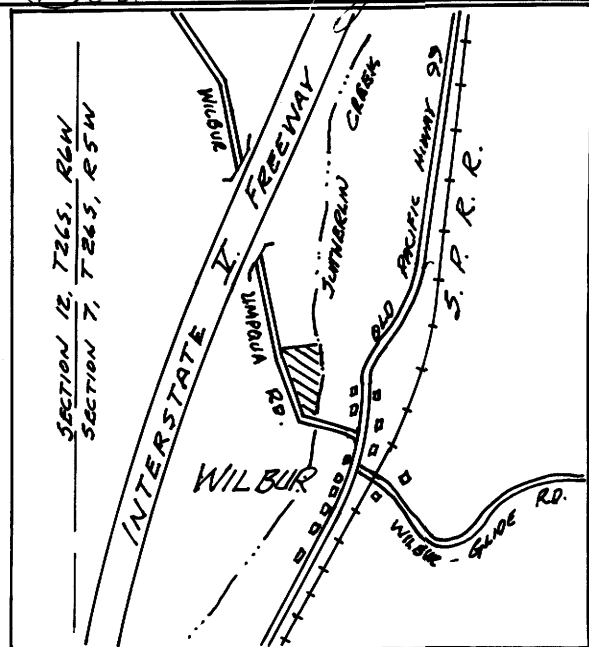 SECTION 12, T26S, R6W
SECTION 7, T26S, R5W
WILBUR
INTERSTATE V. FREEWAY
CREEK
SUTHERLIN
OLD PACIFIC HIWAY 99
S. P. R. R.
UMPQUA RD.
WILBUR
WILBUR - GLIDE RD.